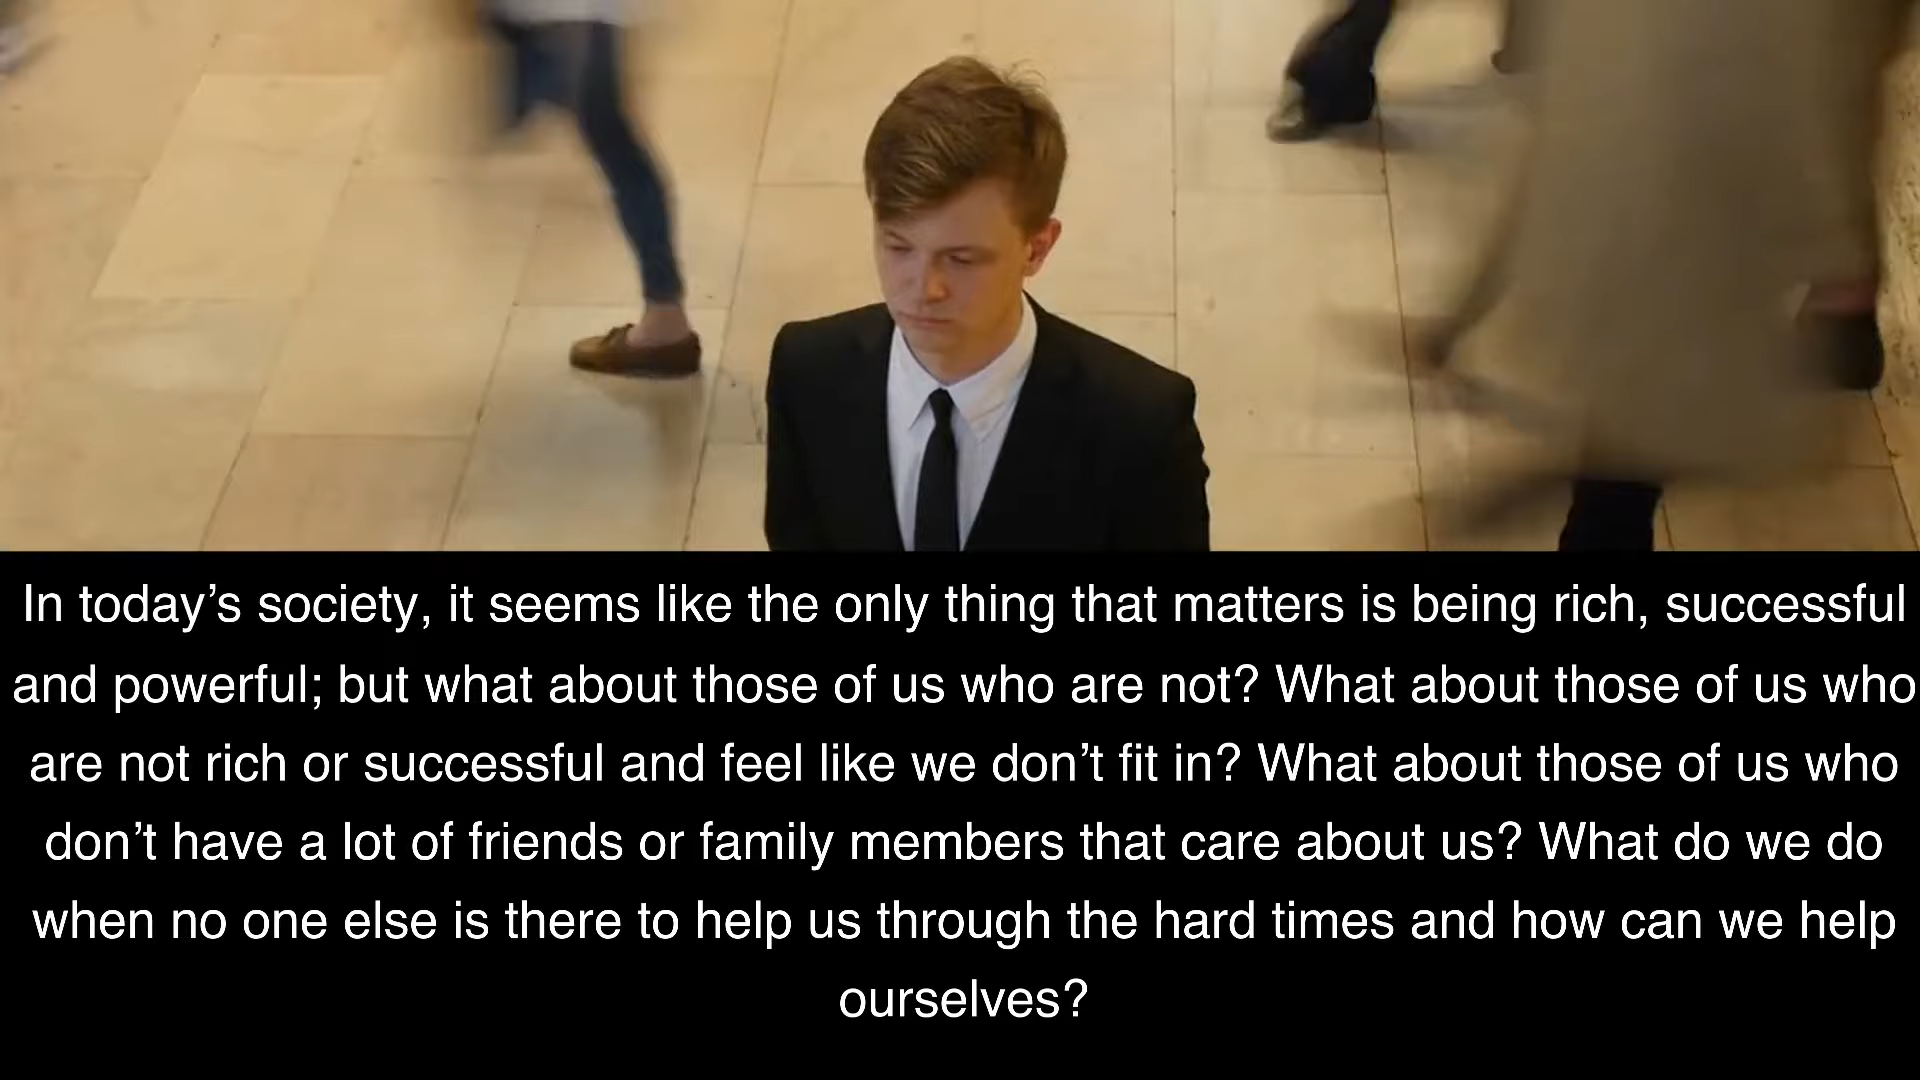 In today’s society, it seems like the only thing that matters is being rich, successful
and powerful; but what about those of us who are not? What about those of us who
are not rich or successful and feel like we don’t fit in? What about those of us who
don’t have a lot of friends or family members that care about us? What do we do
when no one else is there to help us through the hard times and how can we help
ourselves?